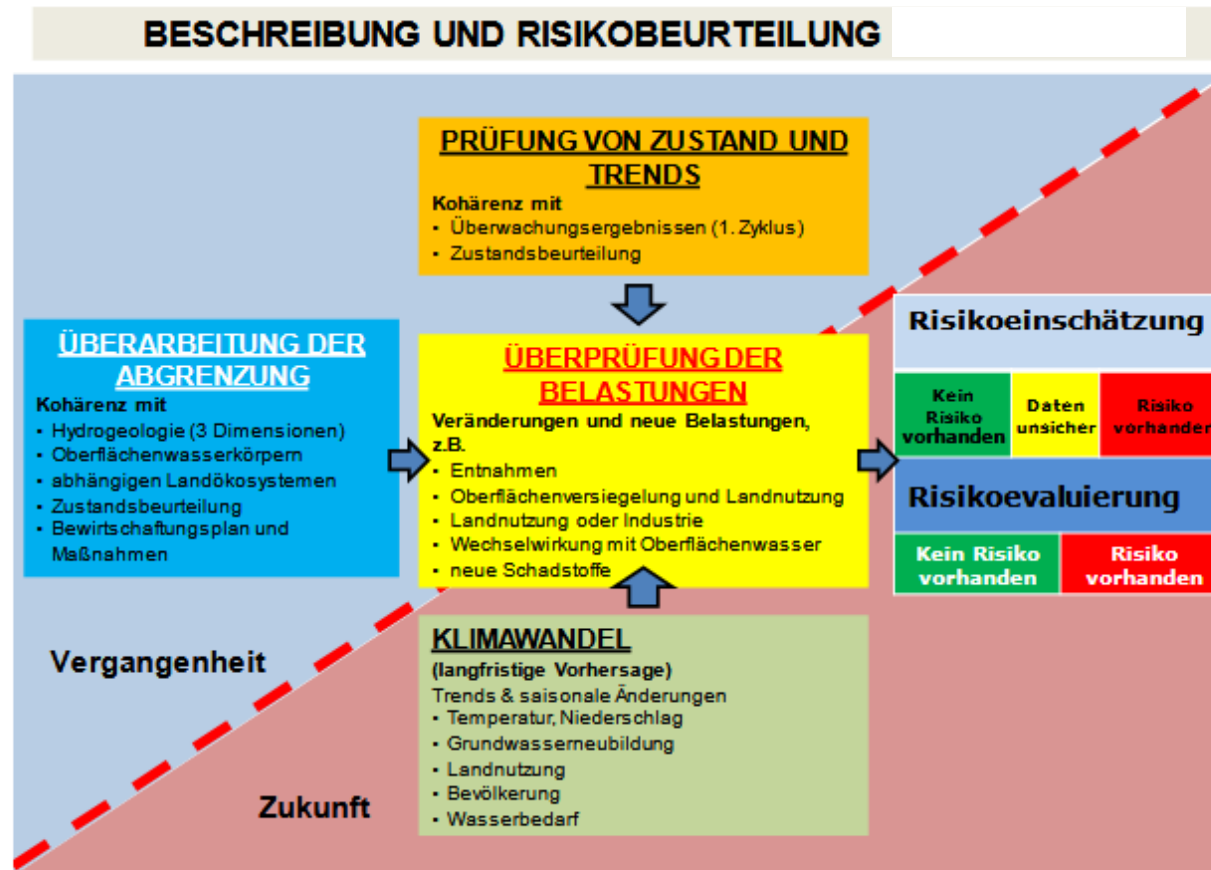 BESCHREIBUNG UND RISIKOBEURTEILUNG
PRÜFUNG VON ZUSTAND UND
TRENDS
Kohärenz mit
• Überwachungsergebnissen (1. Zyklus)
• Zustandsbeurteilung
ÜBERARBEITUNG DER
ABGRENZUNG
Kohärenz mit
• Hydrogeologie (3 Dimensionen)
• Oberflächenwasserkörpern
• abhängigen Landökosystemen
• Zustandsbeurteilung
• Bewirtschaftungsplan und
Maßnahmen
ÜBERPRÜFUNG DER
BELASTUNGEN
Veränderungen und neue Belastungen,
z.B.
• Entnahmen
• Oberflächenversiegelung und Landnutzung
• Landnutzung oder Industrie
• Wechselwirkung mit Oberflächenwasser
• neue Schadstoffe
Risikoeinschätzung
Kein
Risiko
vorhanden
Daten
unsicher
Risiko
vorhanden
Risikoevaluierung
Kein Risiko
vorhanden
Risiko
vorhanden
Vergangenheit
Zukunft
KLIMAWANDEL
(langfristige Vorhersage)
Trends & saisonale Änderungen
• Temperatur, Niederschlag
• Grundwasserneubildung
• Landnutzung
• Bevölkerung
• Wasserbedarf